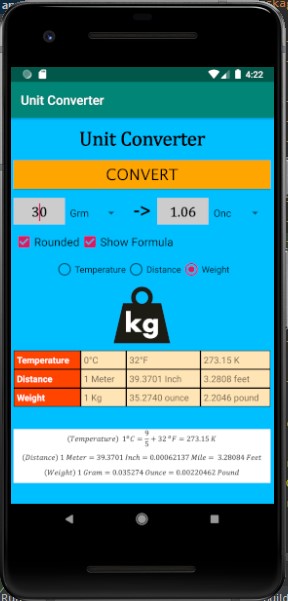 4:22
Unit Converter
Unit Converter
CONVERT
30 Grm -> 1.06 Onc
Rounded Show Formula
Temperature Distance Weight
kg
Temperature 0°C 32°F 273.15 K
Distance 1 Meter 39.3701 Inch 3.2808 feet
Weight 1 Kg 35.2740 ounce 2.2046 pound
(Temperature) 1°C = 9/5 + 32 °F = 273.15 K
(Distance) 1 Meter = 39.3701 Inch = 0.00062137 Mile = 3.28084 Feet
(Weight) 1 Gram = 0.035274 Ounce = 0.00220462 Pound